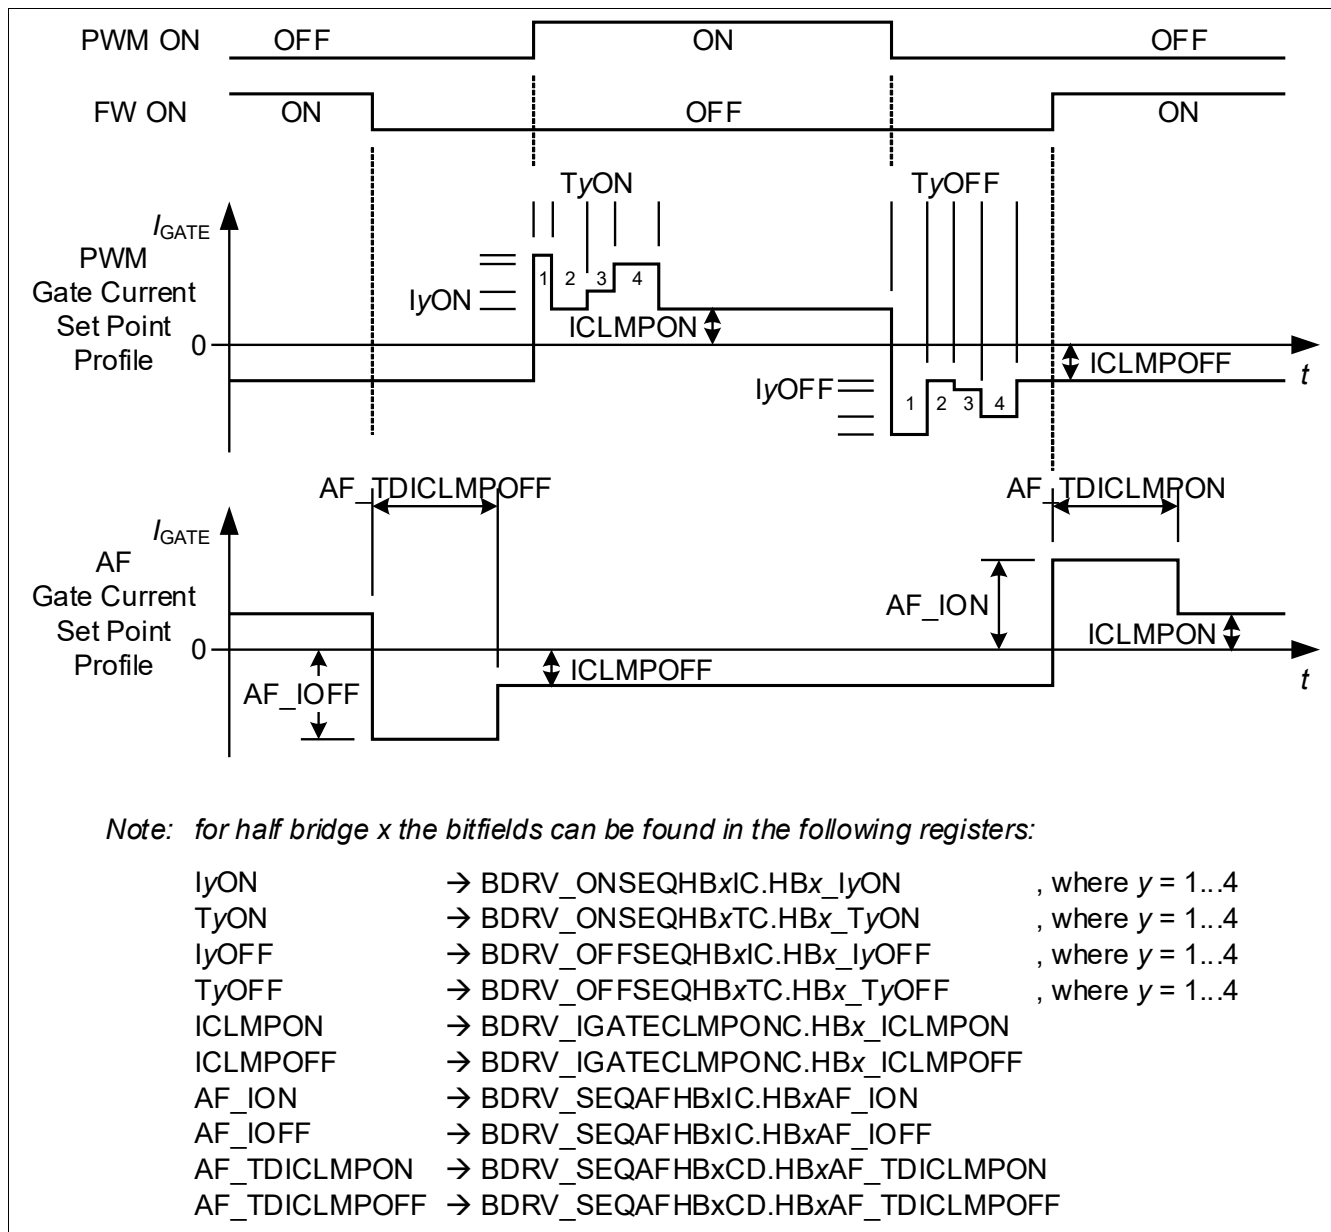 PWM ON OFF ON OFF
FW ON ON OFF ON
TyON TyOFF
IGATE
PWM
Gate Current
Set Point
Profile
IyON
1 2 3 4
ICLMPON
0
ICLMPOFF
t
IyOFF
1 2 3 4
AF_TDICLMPOFF AF_TDICLMPON
IGATE
AF
Gate Current
Set Point
Profile
AF_ION
ICLMPON
0
ICLMPOFF
t
AF_IOFF
Note: for half bridge x the bitfields can be found in the following registers:
IyON → BDRV_ONSEQHBxIC.HBx_IyON , where y = 1...4
TyON → BDRV_ONSEQHBxTC.HBx_TyON , where y = 1...4
IyOFF → BDRV_OFFSEQHBxIC.HBx_IyOFF , where y = 1...4
TyOFF → BDRV_OFFSEQHBxTC.HBx_TyOFF , where y = 1...4
ICLMPON → BDRV_IGATECLMPONC.HBx_ICLMPON
ICLMPOFF → BDRV_IGATECLMPONC.HBx_ICLMPOFF
AF_ION → BDRV_SEQAFHBxIC.HBxAF_ION
AF_IOFF → BDRV_SEQAFHBxIC.HBxAF_IOFF
AF_TDICLMPON → BDRV_SEQAFHBxCD.HBxAF_TDICLMPON
AF_TDICLMPOFF → BDRV_SEQAFHBxCD.HBxAF_TDICLMPOFF